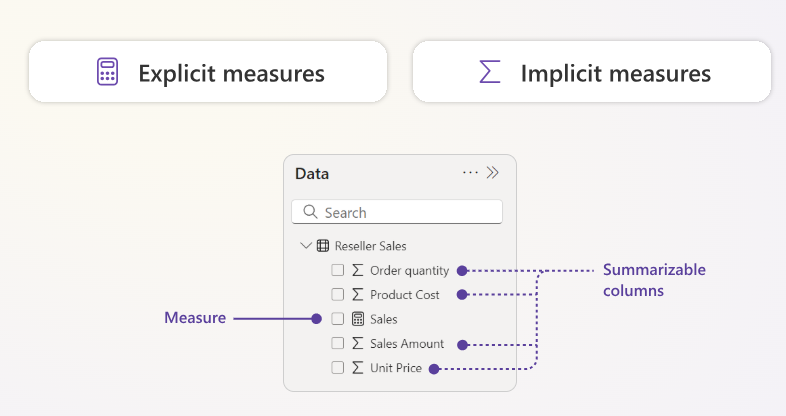 Explicit measures
Implicit measures
Data
Search
Reseller Sales
Order quantity
Product Cost
Sales
Sales Amount
Unit Price
Measure
Summarizable
columns